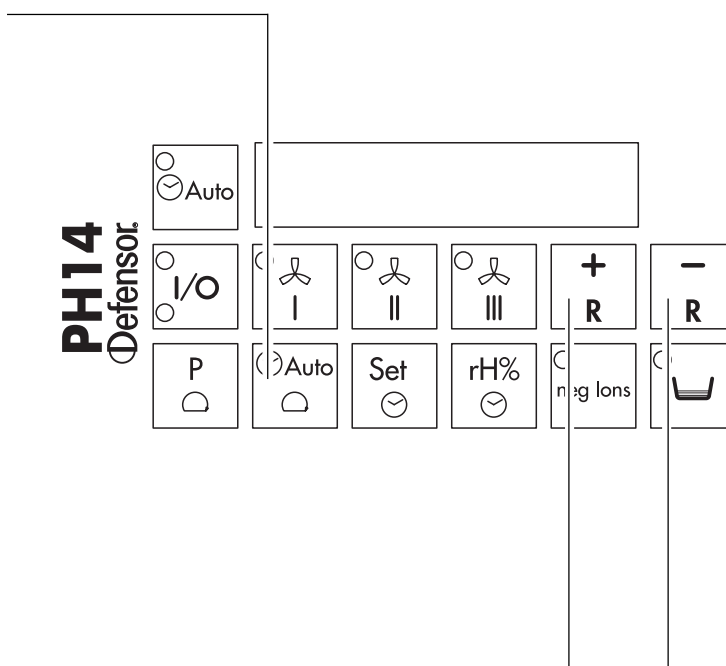 PH14
Defensor®
Auto
I/O
I
II
III
+
R
−
R
P
Auto
Set
rH%
neg Ions